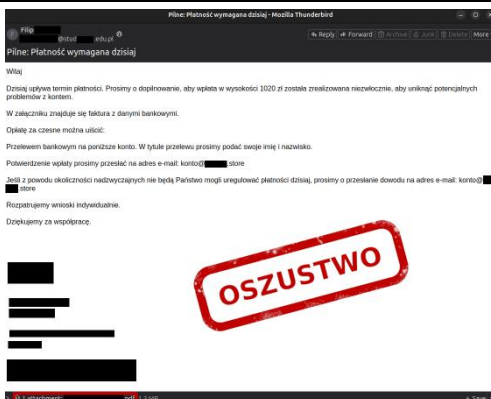 Pilne: Płatność wymagana dzisiaj - Mozilla Thunderbird
F Filip
@stud .edu.pl
Reply Forward Archive Junk Delete More
Pilne: Płatność wymagana dzisiaj
Witaj
Dzisiaj upływa termin płatności. Prosimy o dopilnowanie, aby wpłata w wysokości 1020 zł została zrealizowana niezwłocznie, aby uniknąć potencjalnych
problemów z kontem.
W załączniku znajduje się faktura z danymi bankowymi.
Opłatę za czesne można uiścić:
Przelewem bankowym na poniższe konto. W tytule przelewu prosimy podać swoje imię i nazwisko.
Potwierdzenie wpłaty prosimy przesłać na adres e-mail: konto@ .store
Jeśli z powodu okoliczności nadzwyczajnych nie będą Państwo mogli uregulować płatności dzisiaj, prosimy o przesłanie dowodu na adres e-mail: konto@
.store
Rozpatrujemy wnioski indywidualnie.
Dziękujemy za współpracę.
OSZUSTWO
1 attachment: .pdf 1.3 MB Save